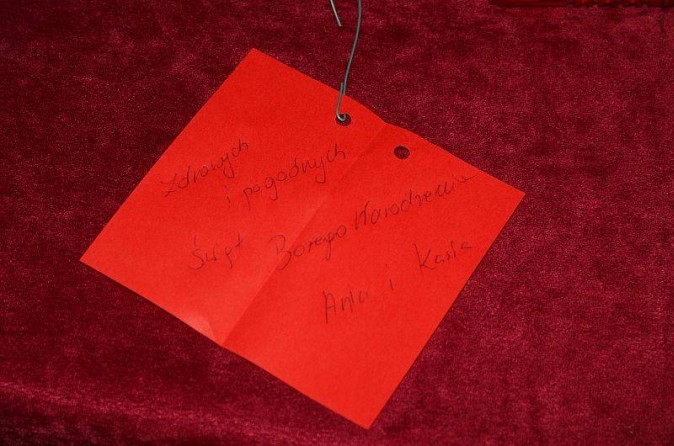 Zdrowych
i pogodnych
Świąt Bożego Narodzenia
Ania i Kasia